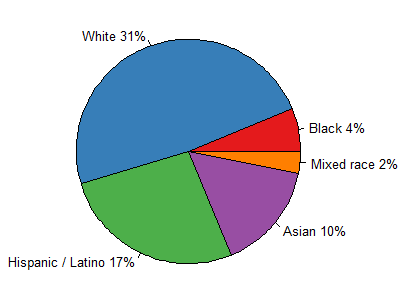 White 31%
Black 4%
Mixed race 2%
Asian 10%
Hispanic / Latino 17%